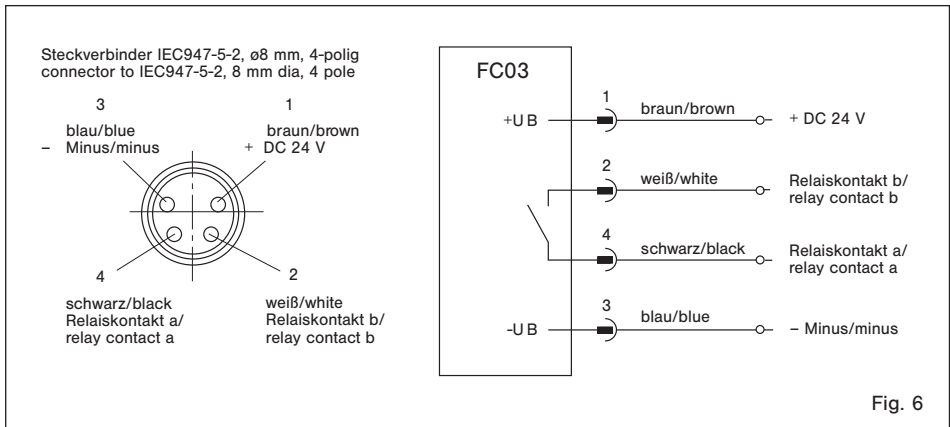 Steckverbinder IEC947-5-2, ø8 mm, 4-polig
connector to IEC947-5-2, 8 mm dia, 4 pole
3
blau/blue
– Minus/minus
1
braun/brown
+ DC 24 V
4
schwarz/black
Relaiskontakt a/
relay contact a
2
weiß/white
Relaiskontakt b/
relay contact b
FC03
+U B
1
braun/brown
+ DC 24 V
2
weiß/white
Relaiskontakt b/
relay contact b
4
schwarz/black
Relaiskontakt a/
relay contact a
-U B
3
blau/blue
– Minus/minus
Fig. 6